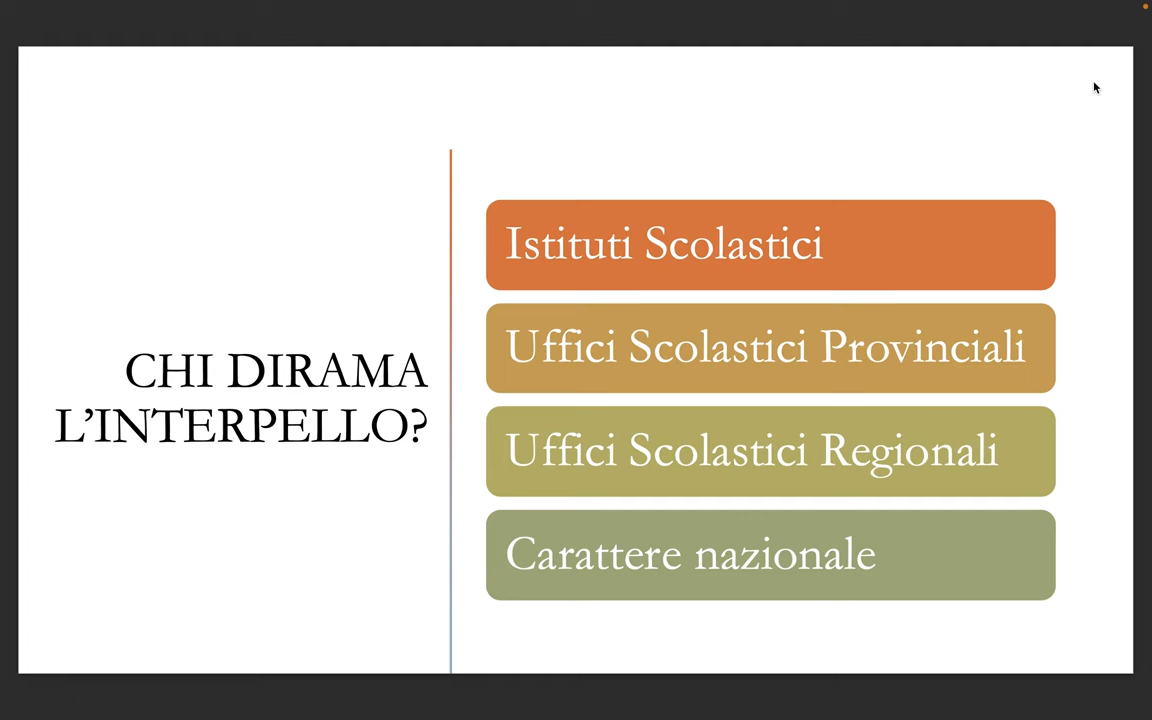 CHI DIRAMA
L’INTERPELLO?
Istituti Scolastici
Uffici Scolastici Provinciali
Uffici Scolastici Regionali
Carattere nazionale